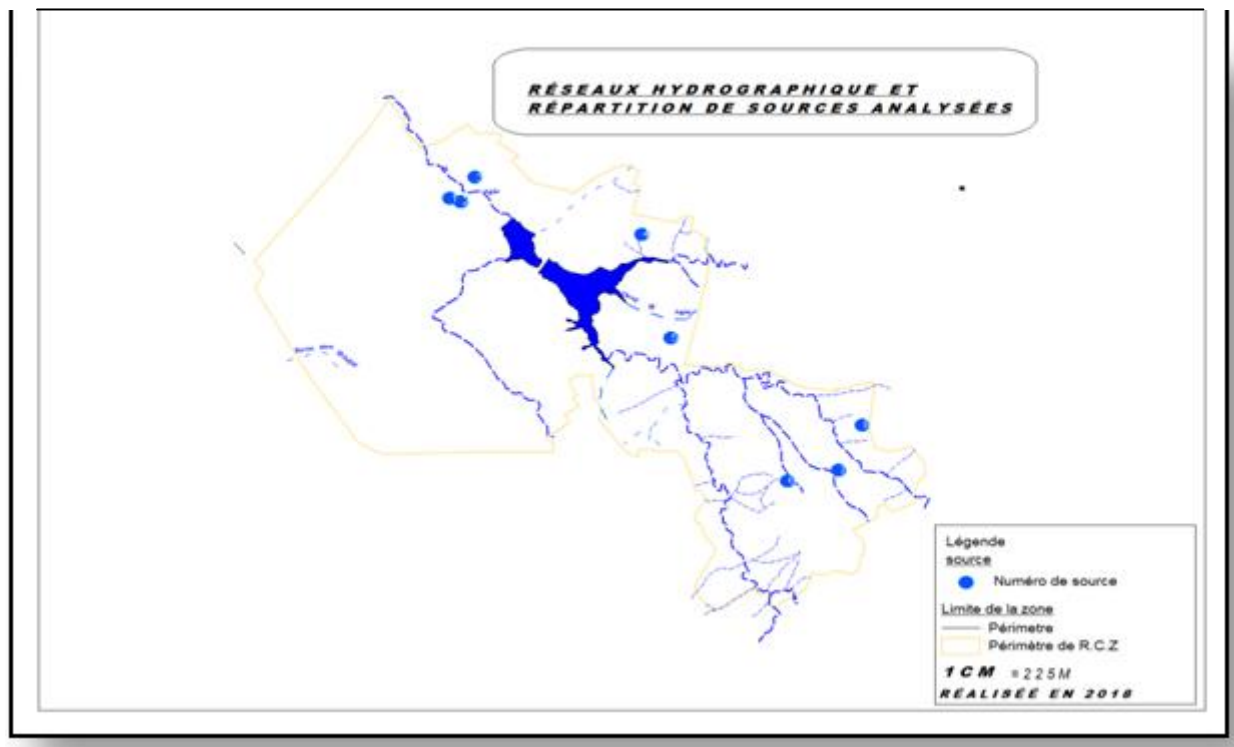 RÉSEAUX HYDROGRAPHIQUE ET
RÉPARTITION DE SOURCES ANALYSÉES
Légende
source
Numéro de source
Limite de la zone
Périmetre
Périmètre de R.C.Z
1CM = 225M
RÉALISÉE EN 2018